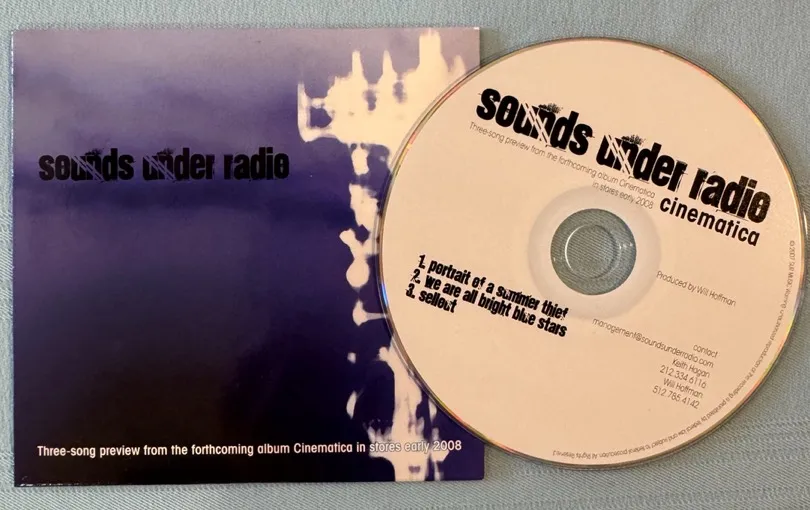 sounds under radio
Three-song preview from the forthcoming album Cinematica in stores early 2008
sounds under radio
Three-song preview from the forthcoming album Cinematica
in stores early 2008
cinematica
1. portrait of a summer thief
2. we are all bright blue stars
3. sellout
Produced by Will Hoffman
contact
management@soundsunderradio.com
Keith Hagan
212.334.6116
Will Hoffman
512.785.4142